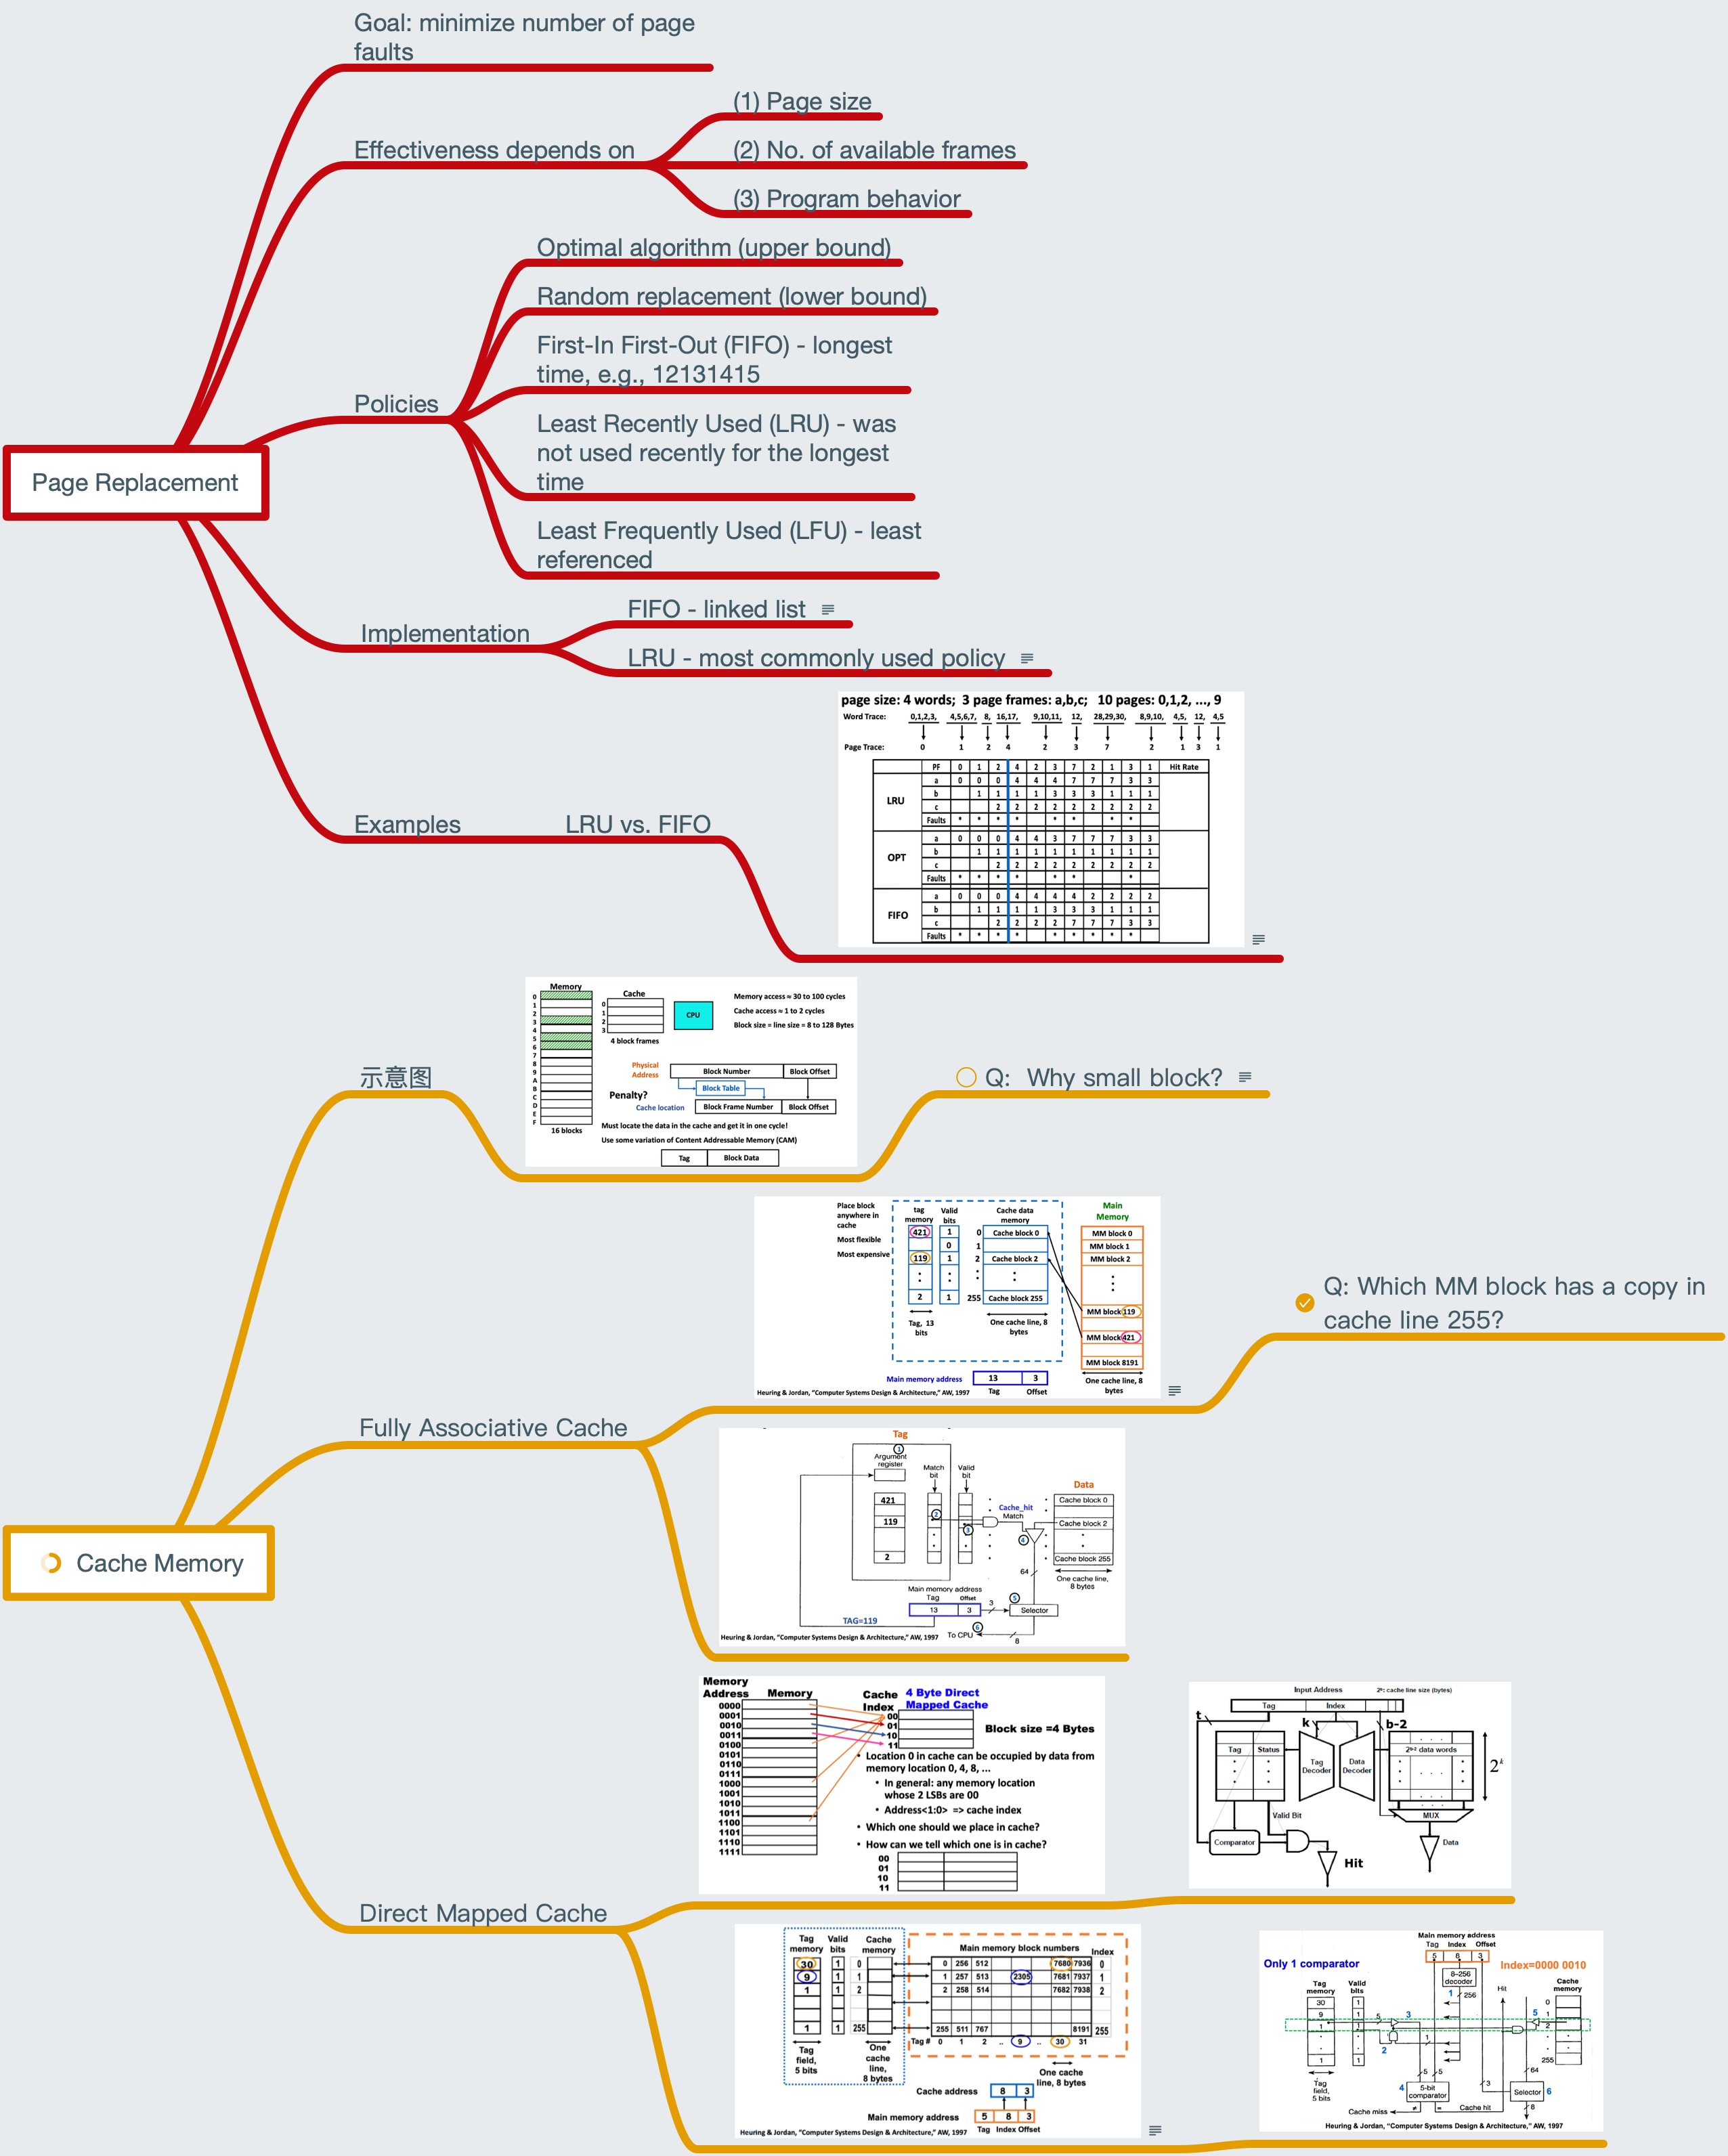 Goal: minimize number of page
faults
(1) Page size
Effectiveness depends on
(2) No. of available frames
(3) Program behavior
Optimal algorithm (upper bound)
Random replacement (lower bound)
First-In First-Out (FIFO) - longest
time, e.g., 12131415
Policies
Least Recently Used (LRU) - was
not used recently for the longest
time
Page Replacement
Least Frequently Used (LFU) - least
referenced
FIFO - linked list
Implementation
LRU - most commonly used policy
Examples
LRU vs. FIFO
page size: 4 words; 3 page frames: a,b,c; 10 pages: 0,1,2, ..., 9
Word Trace: 0,1,2,3, 4,5,6,7, 8, 16,17, 9,10,11, 12, 28,29,30, 8,9,10, 4,5, 12, 4,5
Page Trace: 0 1 2 4 2 3 7 2 1 3 1
PF 0 1 2 4 2 3 7 2 1 3 1 Hit Rate
LRU
a 0 0 0 4 4 4 7 7 7 3 3
b 1 1 1 1 3 3 3 1 1 1
c 2 2 2 2 2 2 2 2 2
Faults * * * * * * * *
OPT
a 0 0 0 4 4 3 7 7 7 3 3
b 1 1 1 1 1 1 1 1 1 1
c 2 2 2 2 2 2 2 2 2
Faults * * * * * * *
FIFO
a 0 0 0 4 4 4 4 2 2 2 2
b 1 1 1 1 3 3 3 1 1 1
c 2 2 2 2 7 7 7 3 3
Faults * * * * * * * * *
示意图
Memory
0
1
2
3
4
5
6
7
8
9
A
B
C
D
E
F
16 blocks
Cache
0
1
2
3
4 block frames
CPU
Memory access ≈ 30 to 100 cycles
Cache access ≈ 1 to 2 cycles
Block size = line size = 8 to 128 Bytes
Physical
Address
Block Number Block Offset
Block Table
Penalty?
Cache location
Block Frame Number Block Offset
Must locate the data in the cache and get it in one cycle!
Use some variation of Content Addressable Memory (CAM)
Tag Block Data
Q: Why small block?
Fully Associative Cache
Place block
anywhere in
cache
Most flexible
Most expensive
tag
memory
Valid
bits
Cache data
memory
Main
Memory
421 1 0 Cache block 0
0 1
119 1 2 Cache block 2
2 1 255 Cache block 255
MM block 0
MM block 1
MM block 2
MM block 119
MM block 421
MM block 8191
Tag, 13
bits
One cache line, 8
bytes
One cache line, 8
bytes
Main memory address
13 3
Tag Offset
Heuring & Jordan, "Computer Systems Design & Architecture," AW, 1997
Q: Which MM block has a copy in
cache line 255?
Tag
1
Argument
register
Match
bit
Valid
bit
Data
421
119
2
2
3
Cache_hit
Match
4
Cache block 0
Cache block 2
Cache block 255
64
One cache line,
8 bytes
Main memory address
Tag Offset
13 3
3
5
Selector
TAG=119
6
To CPU
8
Heuring & Jordan, "Computer Systems Design & Architecture," AW, 1997
Cache Memory
Direct Mapped Cache
Memory
Address
Memory
0000
0001
0010
0011
0100
0101
0110
0111
1000
1001
1010
1011
1100
1101
1110
1111
Cache
Index
4 Byte Direct
Mapped Cache
00
01
10
11
Block size =4 Bytes
• Location 0 in cache can be occupied by data from
memory location 0, 4, 8, ...
• In general: any memory location
whose 2 LSBs are 00
• Address<1:0> => cache index
• Which one should we place in cache?
• How can we tell which one is in cache?
00
01
10
11
Input Address
2ᵇ: cache line size (bytes)
Tag Index
t
k
b-2
Tag Status
Tag
Decoder
Data
Decoder
2ᵇ⁻² data words
2ᵏ
MUX
Valid Bit
Comparator
Data
Hit
Tag
memory
Valid
bits
Cache
memory
30 1 0
9 1 1
1 1 2
1 1 255
Tag
field,
5 bits
One
cache
line,
8 bytes
Main memory block numbers
Index
0 256 512 7680 7936 0
1 257 513 2305 7681 7937 1
2 258 514 7682 7938 2
255 511 767 8191 255
Tag # 0 1 2 .. 9 .. 30 31
One cache
line, 8 bytes
Cache address
8 3
Main memory address
5 8 3
Tag Index Offset
Heuring & Jordan, "Computer Systems Design & Architecture," AW, 1997
Main memory address
Tag Index Offset
5 8 3
Only 1 comparator
Index=0000 0010
8–256
decoder
Tag
memory
Valid
bits
Hit
Cache
memory
1
256
30 1 0
9 1 1
1 1 2
1 1 255
5
3
5
2
1
Tag
field,
5 bits
5
5
3
64
4
5-bit
comparator
Selector
6
≠
=
8
Cache miss
Cache hit
Heuring & Jordan, "Computer Systems Design & Architecture," AW, 1997